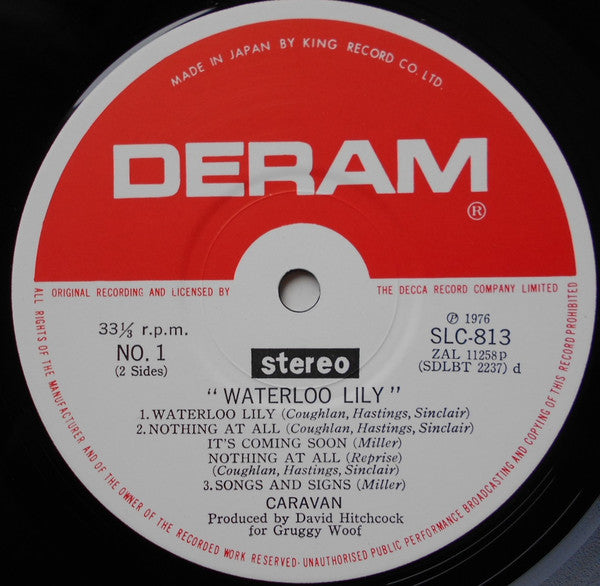 MADE IN JAPAN BY KING RECORD CO. LTD.
DERAM
®
ORIGINAL RECORDING AND LICENSED BY THE DECCA RECORD COMPANY LIMITED
33⅓ r.p.m.
NO. 1
(2 Sides)
stereo
℗ 1976
SLC-813
ZAL 11258p
(SDLBT 2237) d
"WATERLOO LILY"
1. WATERLOO LILY (Coughlan, Hastings, Sinclair)
2. NOTHING AT ALL (Coughlan, Hastings, Sinclair)
IT'S COMING SOON (Miller)
NOTHING AT ALL (Reprise)
(Coughlan, Hastings, Sinclair)
3. SONGS AND SIGNS (Miller)
CARAVAN
Produced by David Hitchcock
for Gruggy Woof
ALL RIGHTS OF THE MANUFACTURER AND OF THE OWNER OF THE RECORDED WORK RESERVED·UNAUTHORISED PUBLIC PERFORMANCE BROADCASTING AND COPYING OF THIS RECORD PROHIBITED